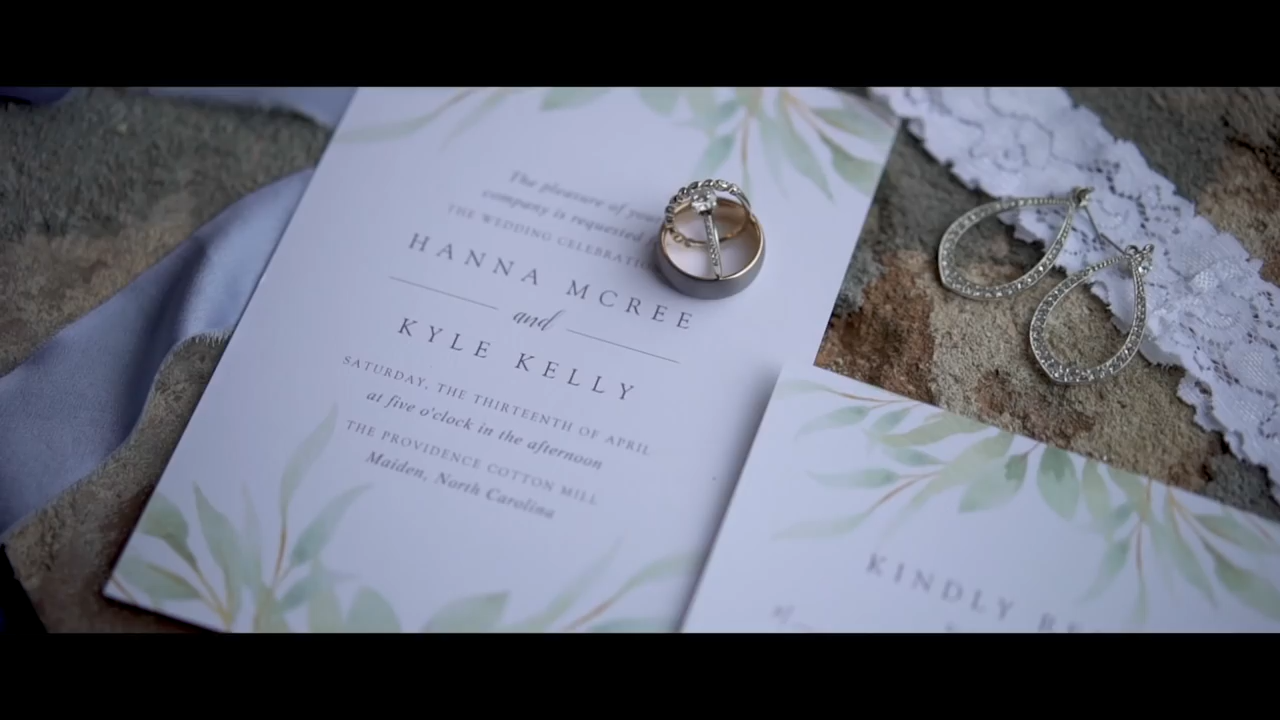 The pleasure of your
company is requested
THE WEDDING CELEBRATION
HANNA MCREE
and
KYLE KELLY
SATURDAY, THE THIRTEENTH OF APRIL
at five o'clock in the afternoon
THE PROVIDENCE COTTON MILL
Maiden, North Carolina
KINDLY